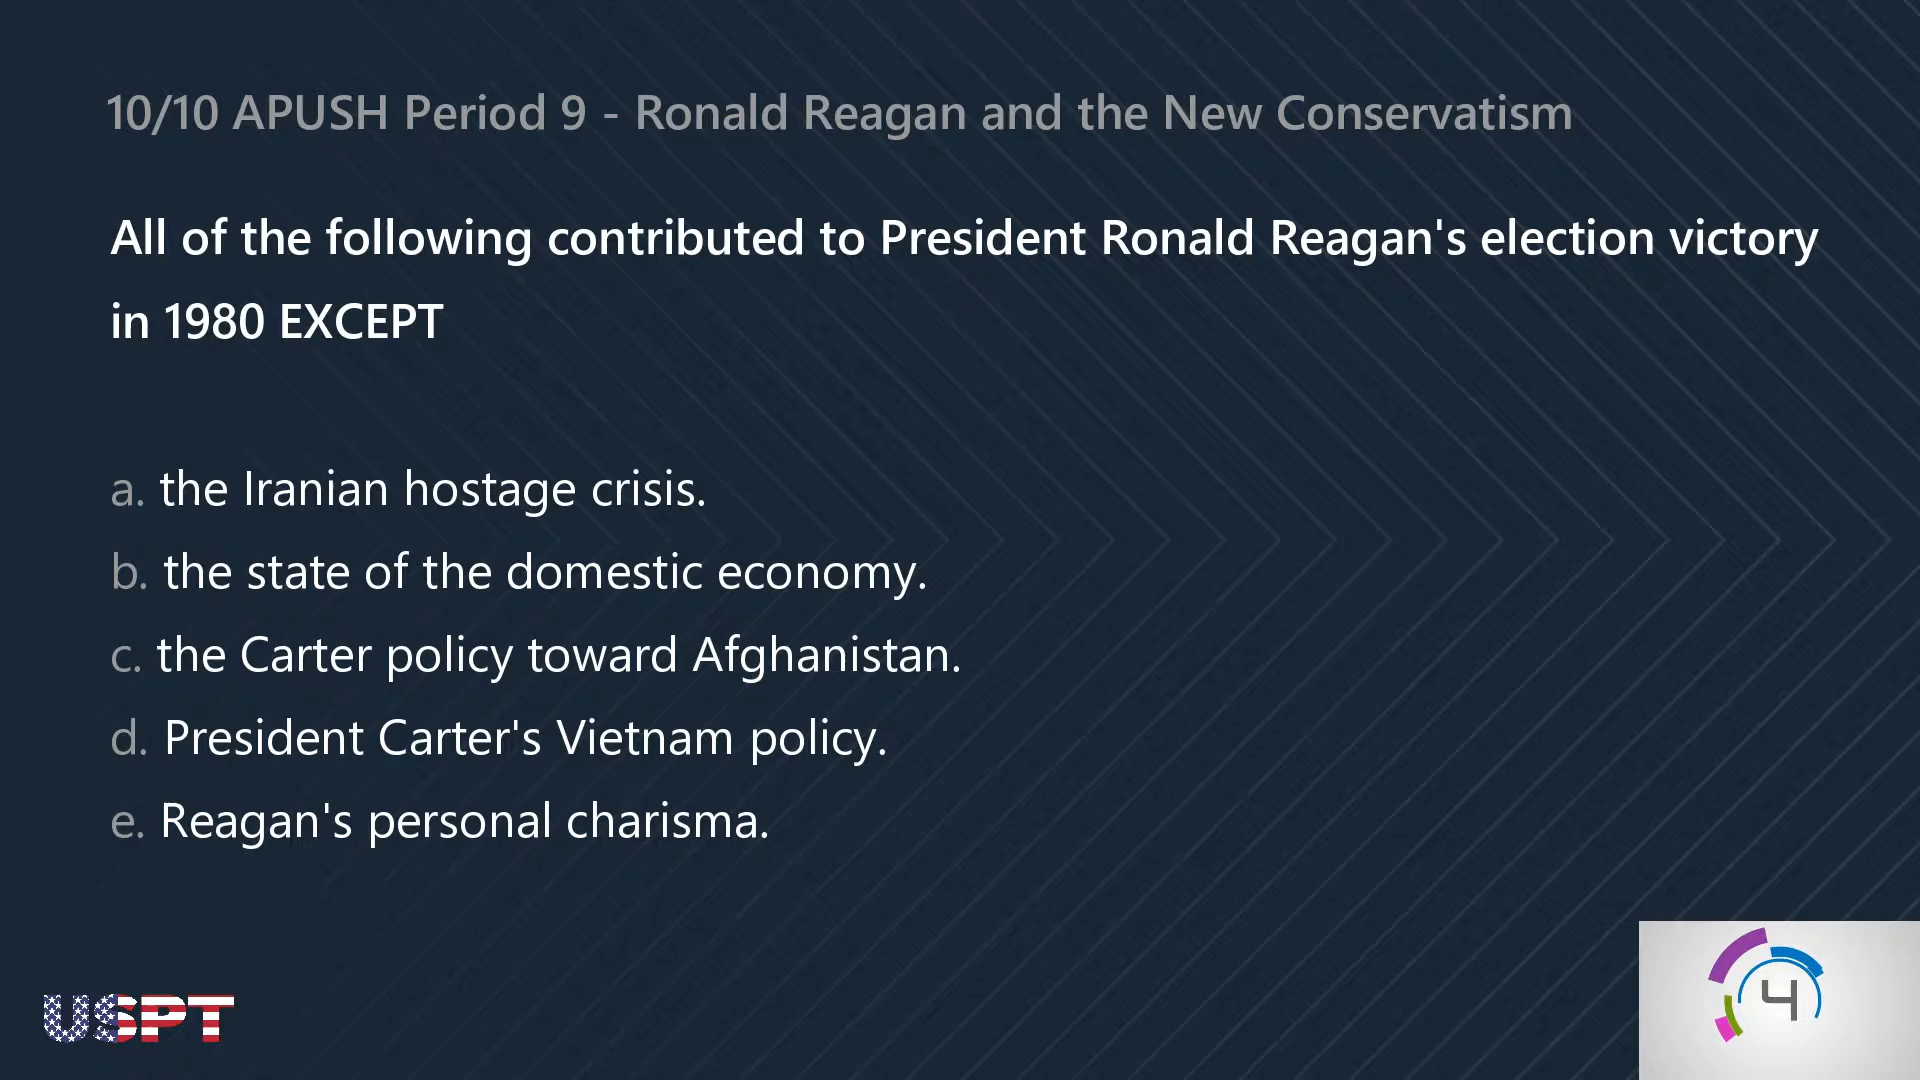 10/10 APUSH Period 9 - Ronald Reagan and the New Conservatism
All of the following contributed to President Ronald Reagan's election victory
in 1980 EXCEPT
a. the Iranian hostage crisis.
b. the state of the domestic economy.
c. the Carter policy toward Afghanistan.
d. President Carter's Vietnam policy.
e. Reagan's personal charisma.
USPT
4